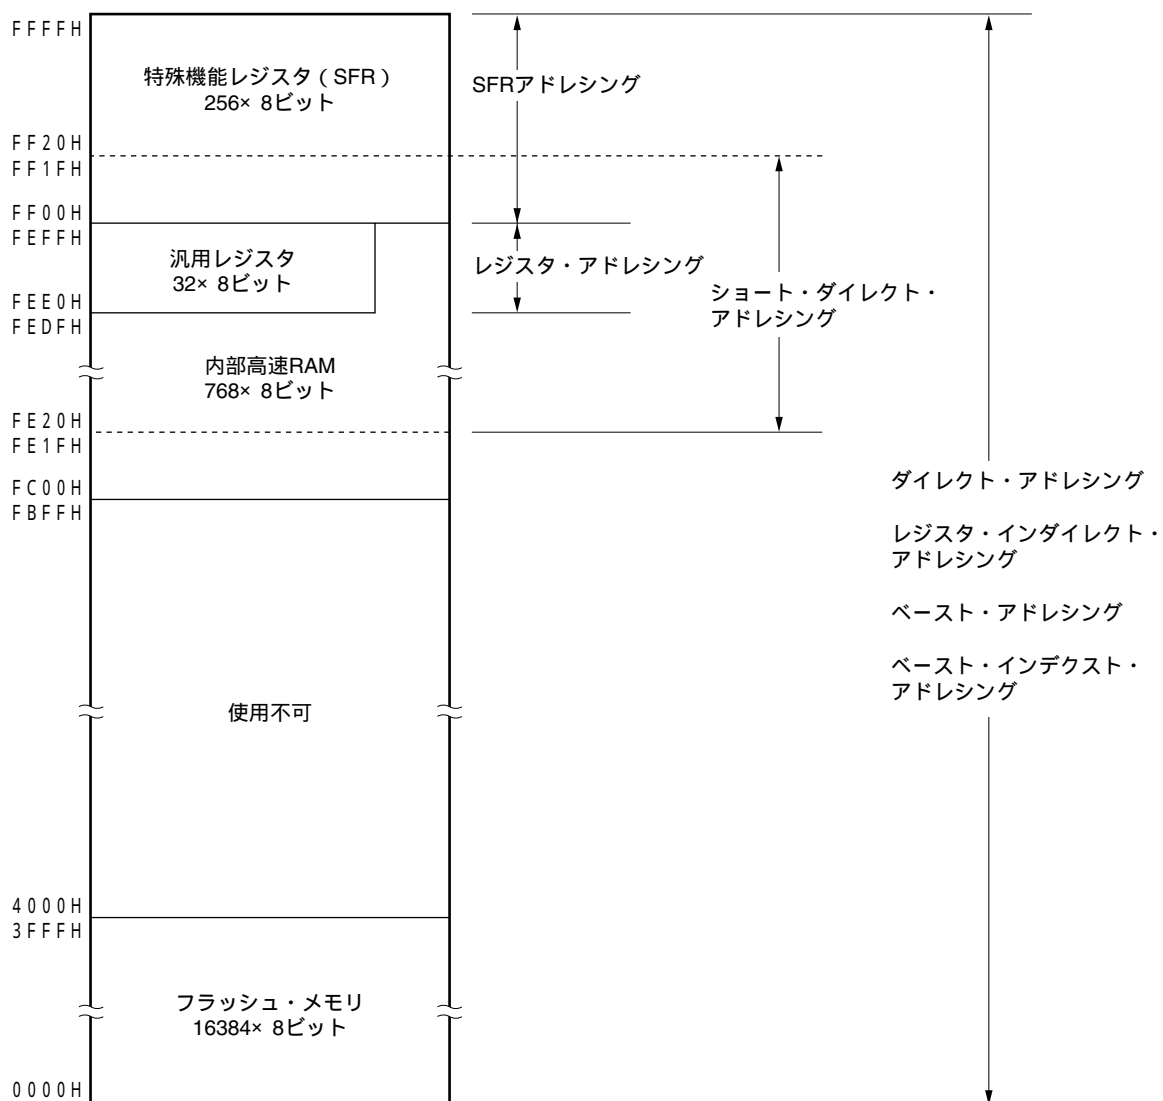 FFFFH
特殊機能レジスタ（SFR）
256× 8ビット
SFRアドレシング
FF20H
FF1FH
FF00H
FEFFH
汎用レジスタ
32× 8ビット
レジスタ・アドレシング
ショート・ダイレクト・
アドレシング
FEE0H
FEDFH
内部高速RAM
768× 8ビット
FE20H
FE1FH
FC00H
FBFFH
ダイレクト・アドレシング
レジスタ・インダイレクト・
アドレシング
ベースト・アドレシング
ベースト・インデクスト・
アドレシング
使用不可
4000H
3FFFH
フラッシュ・メモリ
16384× 8ビット
0000H